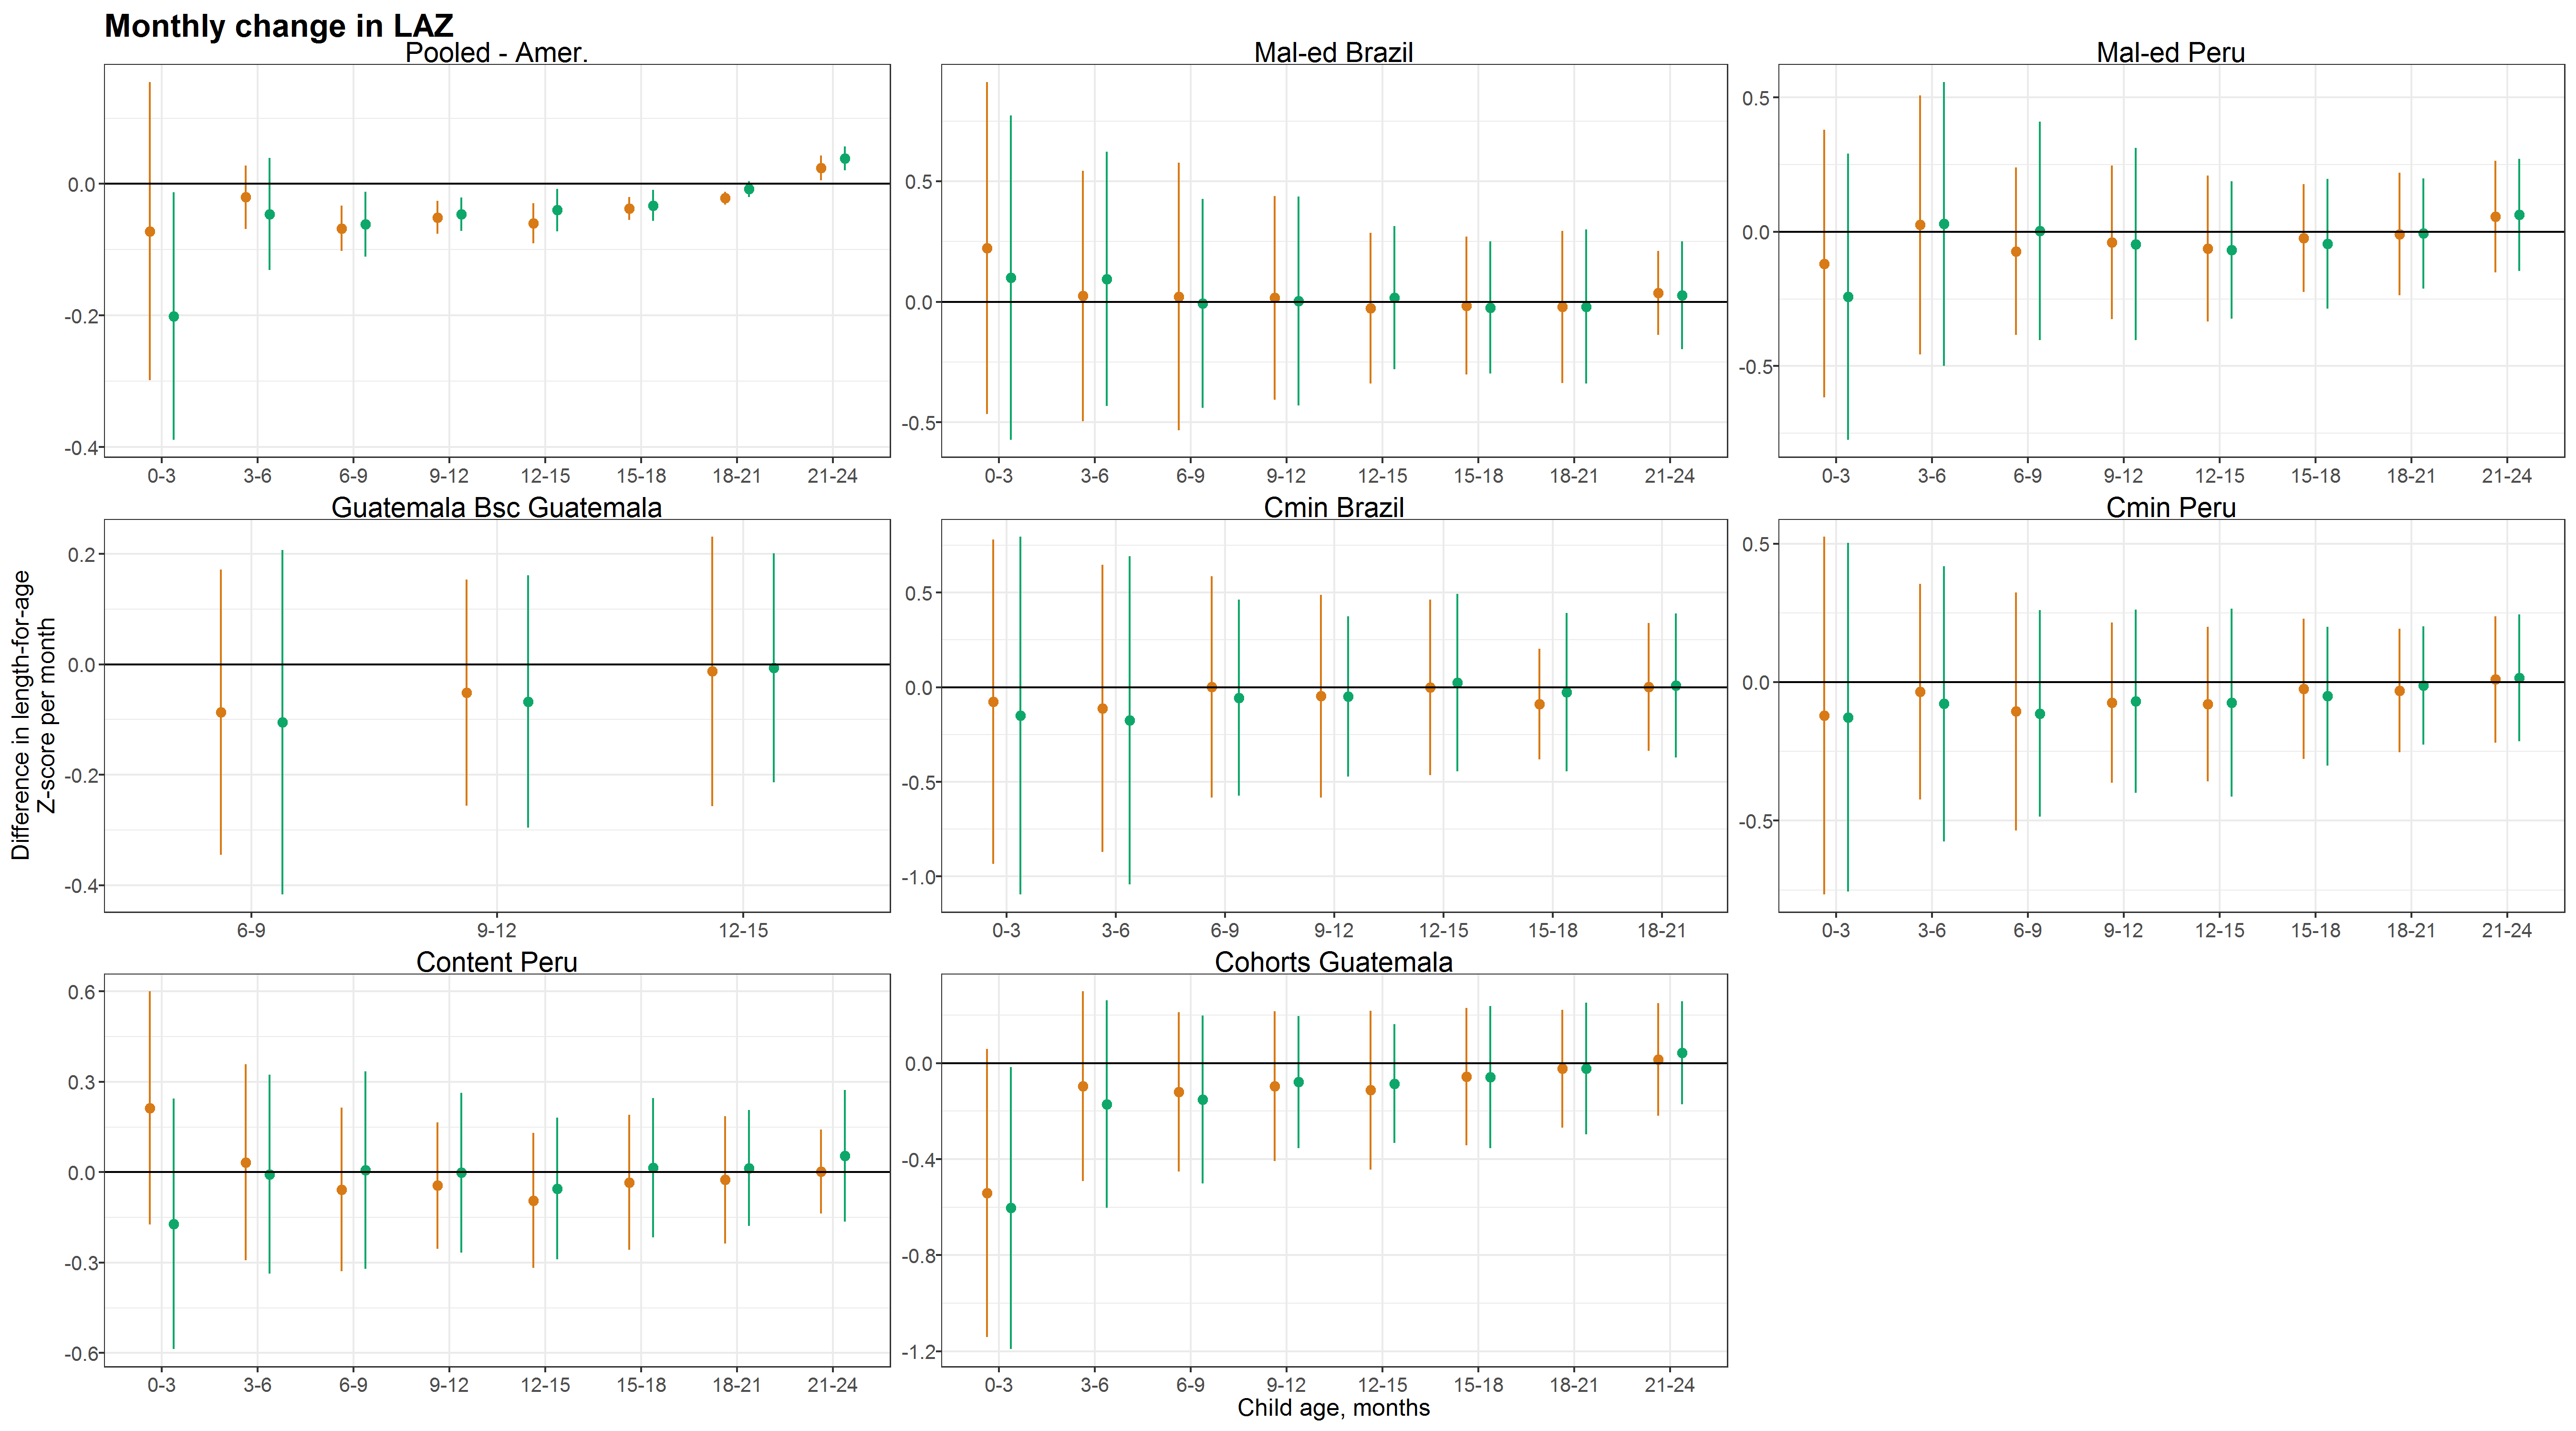 Monthly change in LAZ
Pooled - Amer.
Mal-ed Brazil
Mal-ed Peru
0.0
-0.2
-0.4
0-3 3-6 6-9 9-12 12-15 15-18 18-21 21-24
0.5
0.0
-0.5
0-3 3-6 6-9 9-12 12-15 15-18 18-21 21-24
0.5
0.0
-0.5
0-3 3-6 6-9 9-12 12-15 15-18 18-21 21-24
Difference in length-for-age
Z-score per month
Guatemala Bsc Guatemala
Cmin Brazil
Cmin Peru
0.2
0.0
-0.2
-0.4
6-9 9-12 12-15
0.5
0.0
-0.5
-1.0
0-3 3-6 6-9 9-12 12-15 15-18 18-21
0.5
0.0
-0.5
0-3 3-6 6-9 9-12 12-15 15-18 18-21 21-24
Content Peru
Cohorts Guatemala
0.6
0.3
0.0
-0.3
-0.6
0-3 3-6 6-9 9-12 12-15 15-18 18-21 21-24
0.0
-0.4
-0.8
-1.2
0-3 3-6 6-9 9-12 12-15 15-18 18-21 21-24
Child age, months